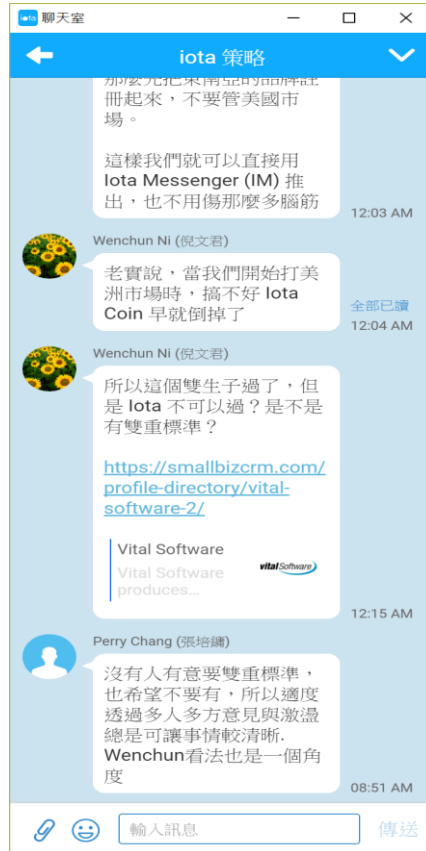 iota 聊天室
iota 策略
那麼先把東南亞的品牌註
冊起來，不要管美國市
場。
這樣我們就可以直接用
Iota Messenger (IM) 推
出，也不用傷那麼多腦筋
12:03 AM
Wenchun Ni (倪文君)
老實說，當我們開始打美
洲市場時，搞不好 Iota
Coin 早就倒掉了
全部已讀
12:04 AM
Wenchun Ni (倪文君)
所以這個雙生子過了，但
是 Iota 不可以過？是不是
有雙重標準？
https://smallbizcrm.com/
profile-directory/vital-
software-2/
Vital Software
Vital Software
produces...
vitalSoftware
12:15 AM
Perry Chang (張培鏞)
沒有人有意要雙重標準，
也希望不要有，所以適度
透過多人多方意見與激盪
總是可讓事情較清晰.
Wenchun看法也是一個角
度
08:51 AM
輸入訊息
傳送